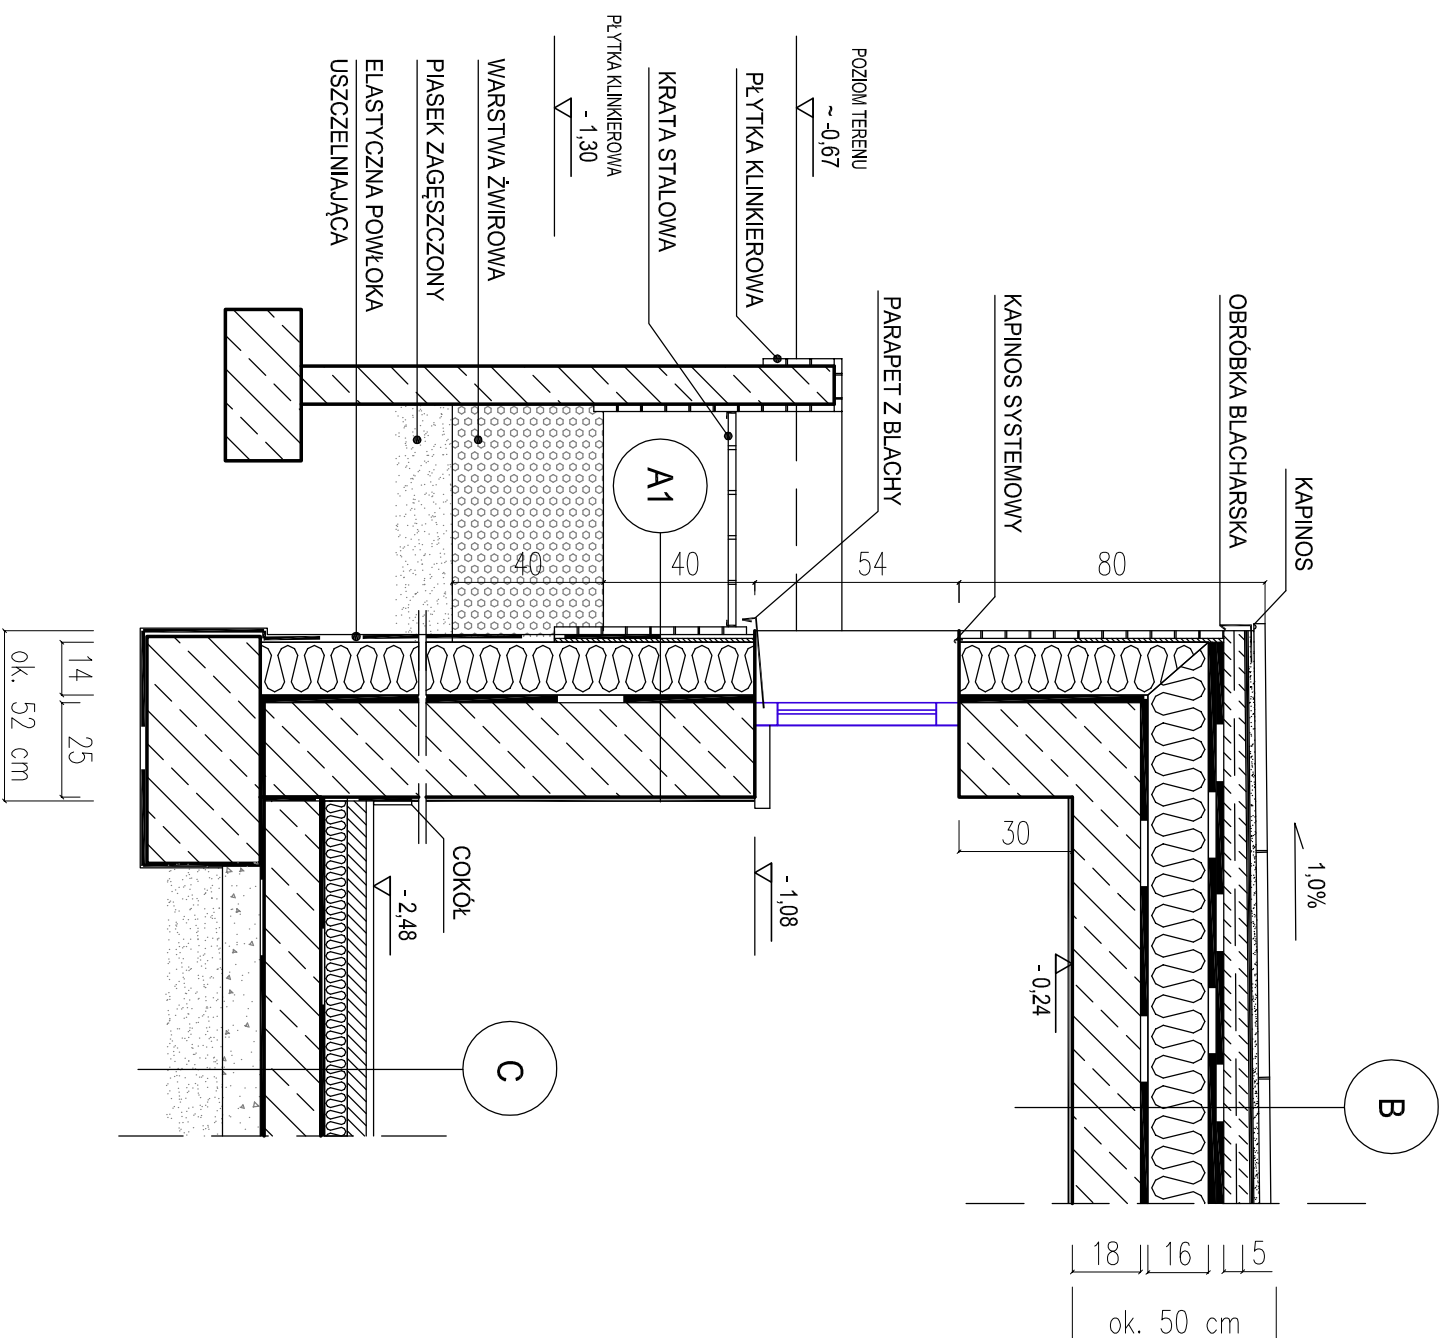 KAPINOS
OBRÓBKA BLACHARSKA
KAPINOS SYSTEMOWY
PARAPET Z BLACHY
POZIOM TERENU
~ -0,67
PŁYTKA KLINKIEROWA
KRATA STALOWA
PŁYTKA KLINKIEROWA
- 1,30
WARSTWA ŻWIROWA
PIASEK ZAGĘSZCZONY
ELASTYCZNA POWŁOKA
USZCZELNIAJĄCA
A1
80
54
40
40
30
1,0%
B
- 0,24
- 1,08
COKÓŁ
- 2,48
C
14
25
ok. 52 cm
5
16
18
ok. 50 cm